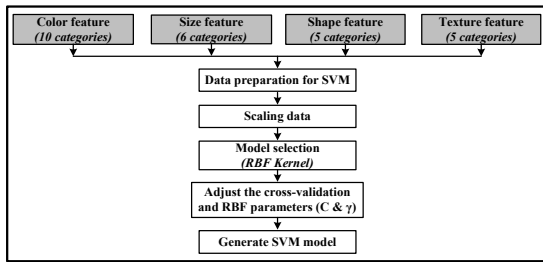 Color feature
(10 categories)
Size feature
(6 categories)
Shape feature
(5 categories)
Texture feature
(5 categories)
Data preparation for SVM
Scaling data
Model selection
(RBF Kernel)
Adjust the cross-validation
and RBF parameters (C & γ)
Generate SVM model